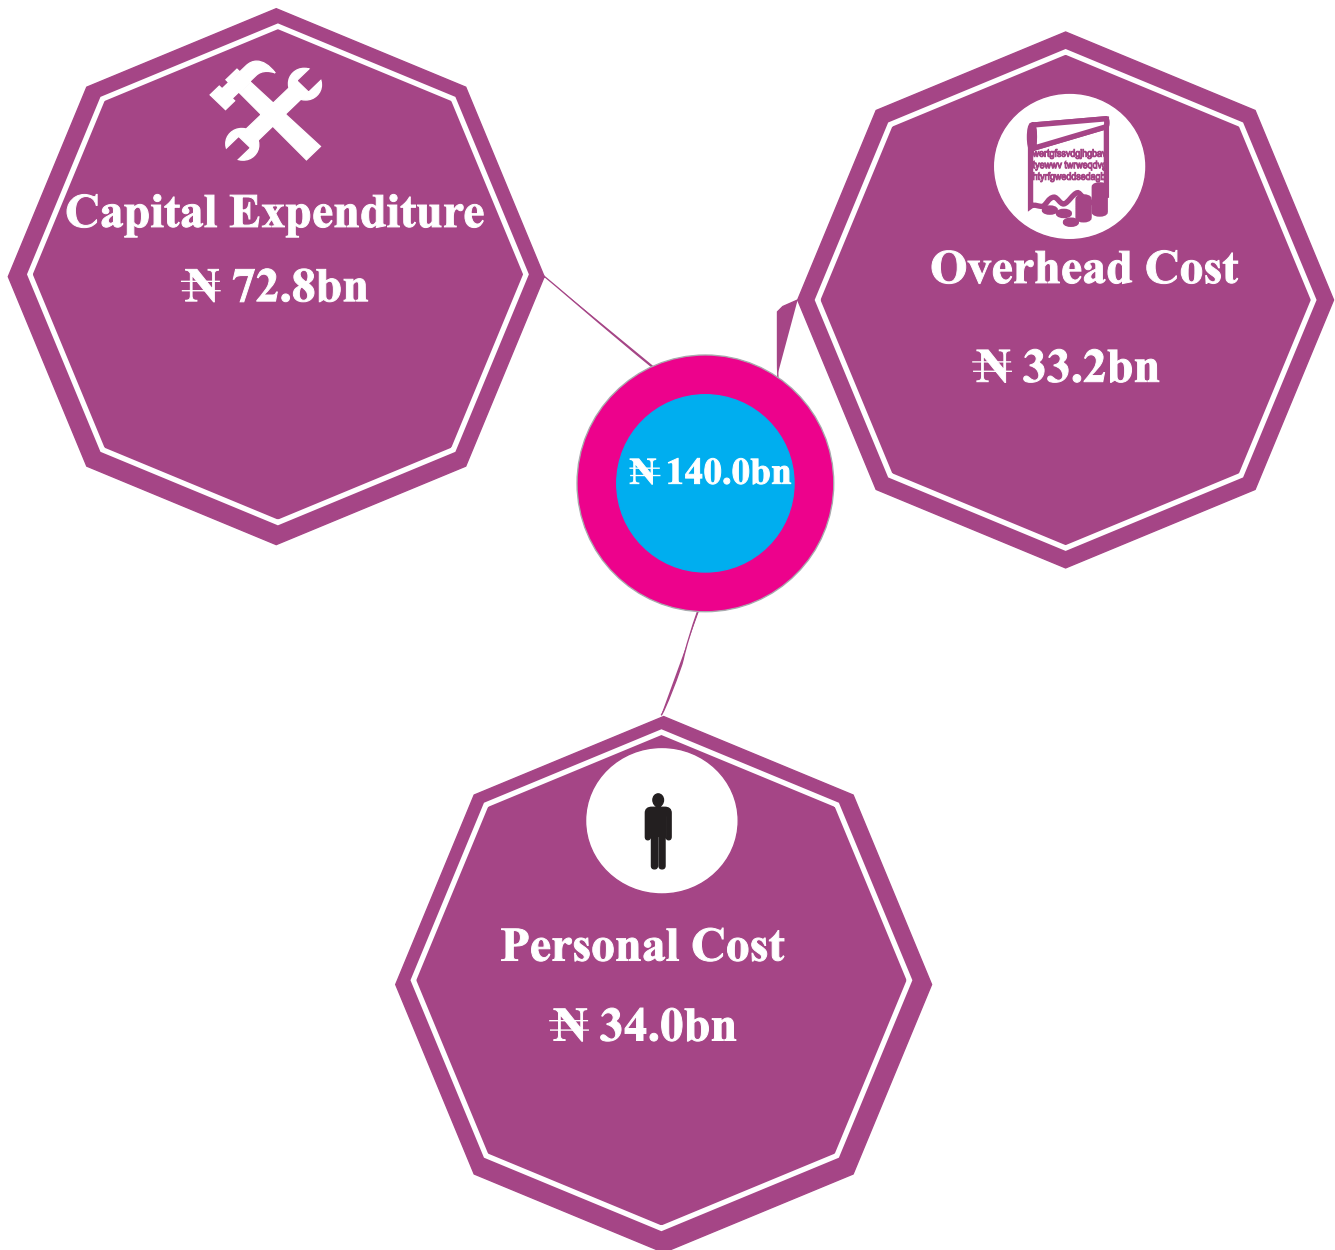 Capital Expenditure
₦ 72.8bn
Overhead Cost
₦ 33.2bn
₦ 140.0bn
Personal Cost
₦ 34.0bn